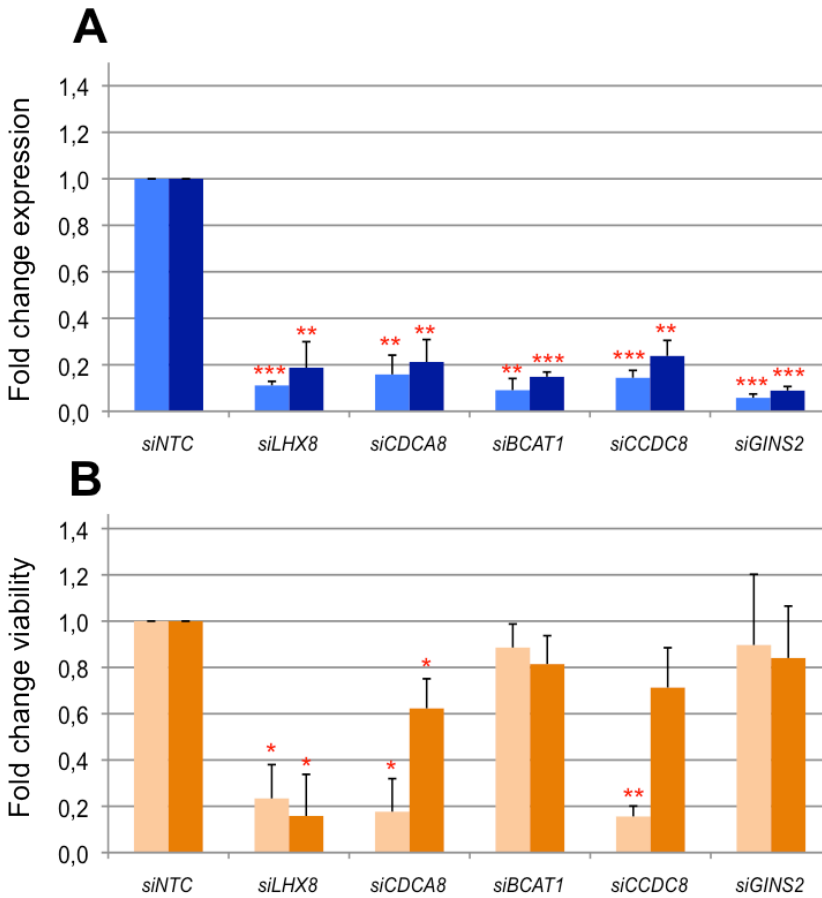 A
Fold change expression
1,4
1,2
1,0
0,8
0,6
0,4
0,2
0,0
*** ** ** ** ** *** *** ** *** ***
siNTC siLHX8 siCDCA8 siBCAT1 siCCDC8 siGINS2
B
Fold change viability
1,4
1,2
1,0
0,8
0,6
0,4
0,2
0,0
* * * * **
siNTC siLHX8 siCDCA8 siBCAT1 siCCDC8 siGINS2